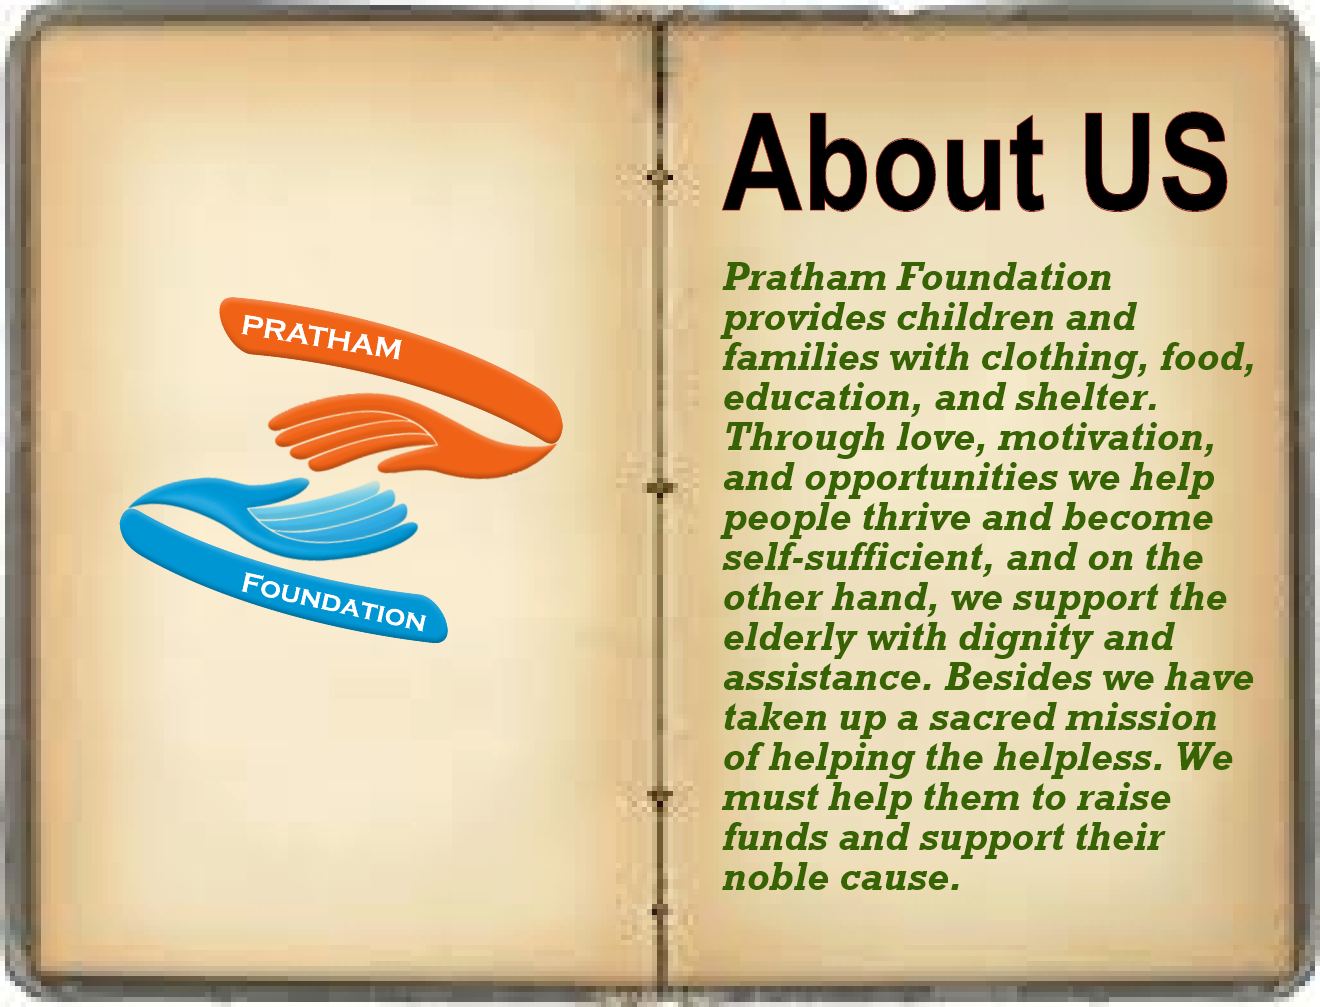 PRATHAM
FOUNDATION
About US
Pratham Foundation
provides children and
families with clothing, food,
education, and shelter.
Through love, motivation,
and opportunities we help
people thrive and become
self-sufficient, and on the
other hand, we support the
elderly with dignity and
assistance. Besides we have
taken up a sacred mission
of helping the helpless. We
must help them to raise
funds and support their
noble cause.